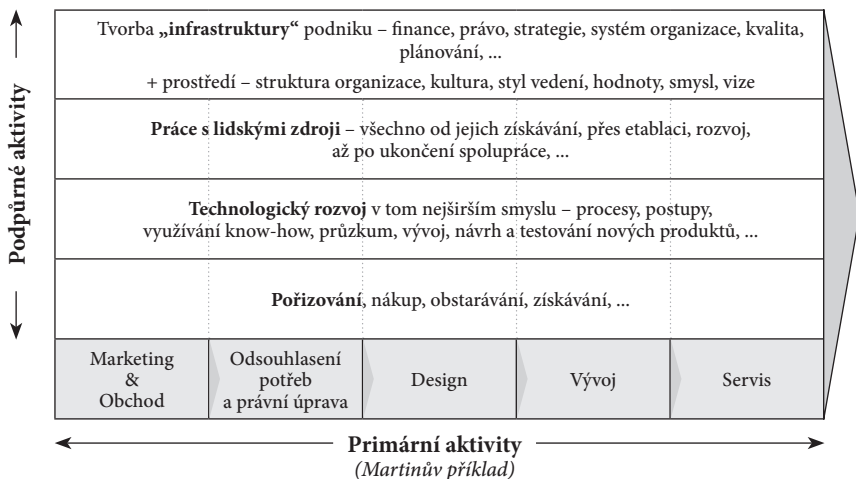 Podpůrné aktivity
Tvorba „infrastruktury“ podniku – finance, právo, strategie, systém organizace, kvalita,
plánování, ...
+ prostředí – struktura organizace, kultura, styl vedení, hodnoty, smysl, vize
Práce s lidskými zdroji – všechno od jejich získávání, přes etablaci, rozvoj,
až po ukončení spolupráce, ...
Technologický rozvoj v tom nejširším smyslu – procesy, postupy,
využívání know-how, průzkum, vývoj, návrh a testování nových produktů, ...
Pořizování, nákup, obstarávání, získávání, ...
Marketing
&
Obchod
Odsouhlasení
potřeb
a právní úprava
Design
Vývoj
Servis
Primární aktivity
(Martinův příklad)